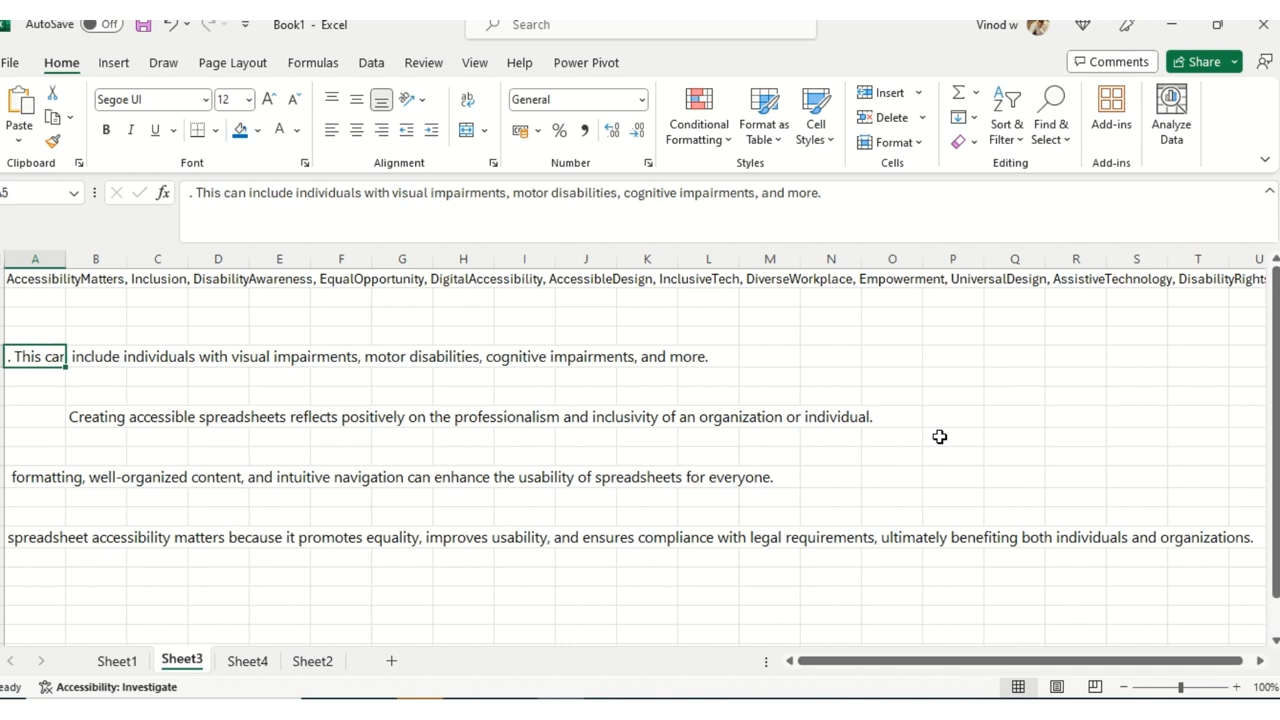 AutoSave Off Book1 - Excel Search Vinod w
File Home Insert Draw Page Layout Formulas Data Review View Help Power Pivot Comments Share
Segoe UI 12 ab General Insert
Paste B I U % Conditional Formatting Format as Table Cell Styles Delete Sort & Filter Find & Select Add-ins Analyze Data
Format
Clipboard Font Alignment Number Styles Cells Editing Add-ins
fx . This can include individuals with visual impairments, motor disabilities, cognitive impairments, and more.
A B C D E F G H I J K L M N O P Q R S T U
AccessibilityMatters, Inclusion, DisabilityAwareness, EqualOpportunity, DigitalAccessibility, AccessibleDesign, InclusiveTech, DiverseWorkplace, Empowerment, UniversalDesign, AssistiveTechnology, DisabilityRights
. This can include individuals with visual impairments, motor disabilities, cognitive impairments, and more.
Creating accessible spreadsheets reflects positively on the professionalism and inclusivity of an organization or individual.
formatting, well-organized content, and intuitive navigation can enhance the usability of spreadsheets for everyone.
spreadsheet accessibility matters because it promotes equality, improves usability, and ensures compliance with legal requirements, ultimately benefiting both individuals and organizations.
Sheet1 Sheet3 Sheet4 Sheet2
eady Accessibility: Investigate 100%